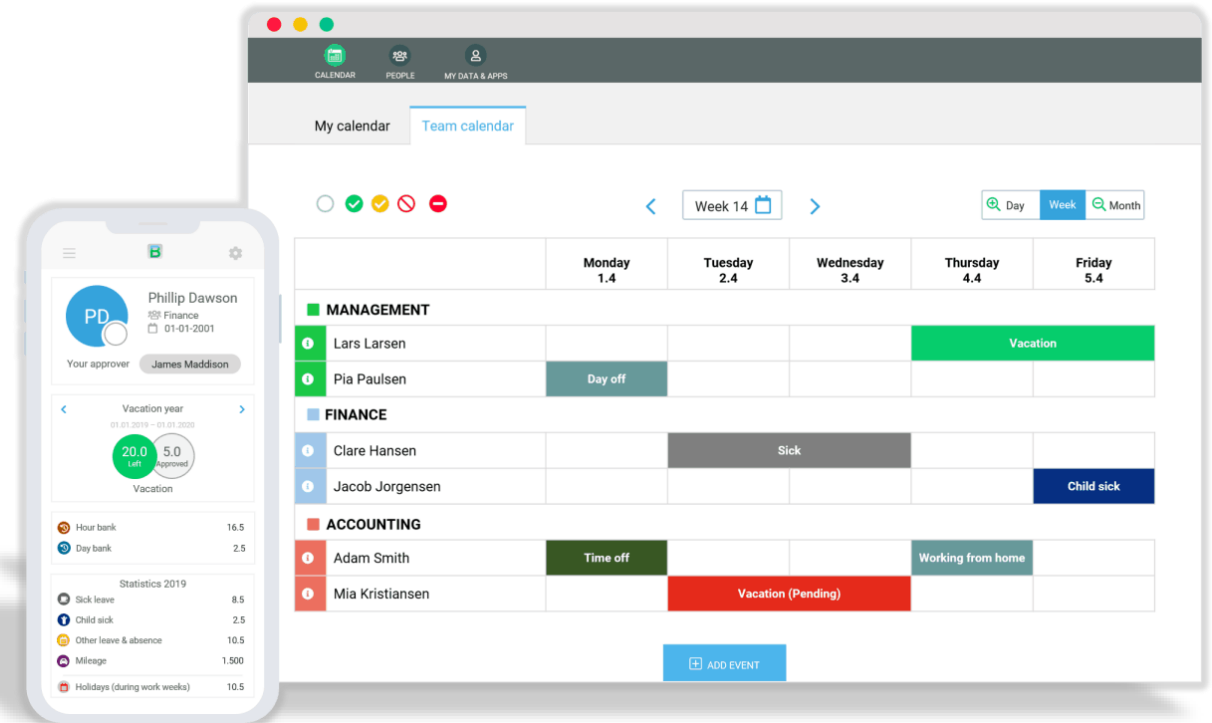 CALENDAR PEOPLE MY DATA & APPS
My calendar Team calendar
Week 14 Day Week Month
Monday Tuesday Wednesday Thursday Friday
1.4 2.4 3.4 4.4 5.4
MANAGEMENT
Lars Larsen Vacation
Pia Paulsen Day off
FINANCE
Clare Hansen Sick
Jacob Jorgensen Child sick
ACCOUNTING
Adam Smith Time off Working from home
Mia Kristiansen Vacation (Pending)
ADD EVENT
B
PD Phillip Dawson
Finance
01-01-2001
Your approver James Maddison
Vacation year
01.01.2019 – 01.01.2020
20.0 5.0
Left Approved
Vacation
Hour bank 16.5
Day bank 2.5
Statistics 2019
Sick leave 8.5
Child sick 2.5
Other leave & absence 10.5
Mileage 1.500
Holidays (during work weeks) 10.5